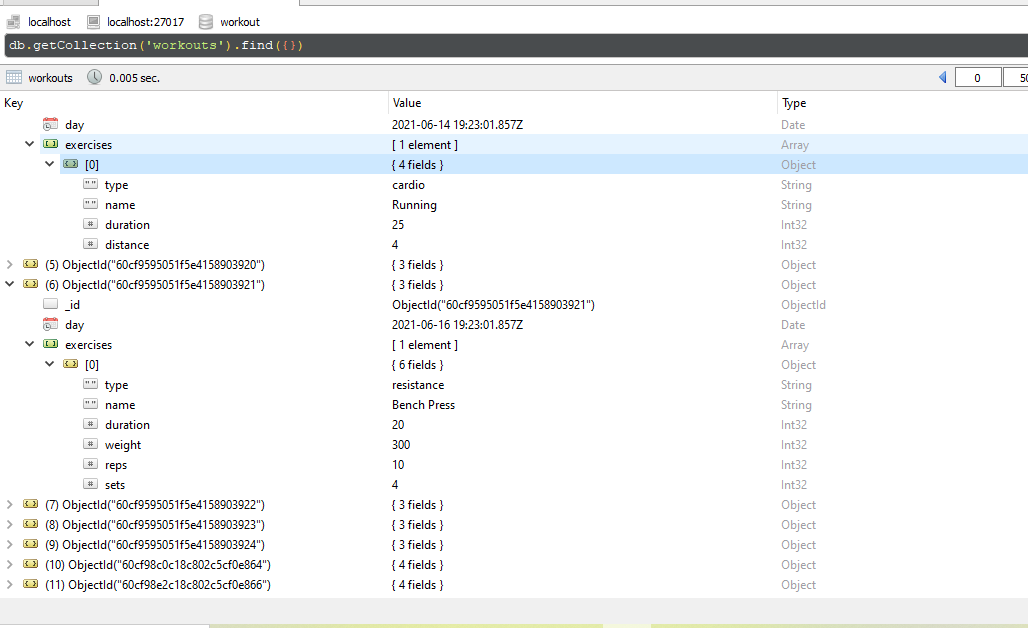 localhost localhost:27017 workout
db.getCollection('workouts').find({})
workouts 0.005 sec. 0 50
Key Value Type
day 2021-06-14 19:23:01.857Z Date
exercises [ 1 element ] Array
[0] { 4 fields } Object
type cardio String
name Running String
duration 25 Int32
distance 4 Int32
(5) ObjectId("60cf9595051f5e4158903920") { 3 fields } Object
(6) ObjectId("60cf9595051f5e4158903921") { 3 fields } Object
_id ObjectId("60cf9595051f5e4158903921") ObjectId
day 2021-06-16 19:23:01.857Z Date
exercises [ 1 element ] Array
[0] { 6 fields } Object
type resistance String
name Bench Press String
duration 20 Int32
weight 300 Int32
reps 10 Int32
sets 4 Int32
(7) ObjectId("60cf9595051f5e4158903922") { 3 fields } Object
(8) ObjectId("60cf9595051f5e4158903923") { 3 fields } Object
(9) ObjectId("60cf9595051f5e4158903924") { 3 fields } Object
(10) ObjectId("60cf98c0c18c802c5cf0e864") { 4 fields } Object
(11) ObjectId("60cf98e2c18c802c5cf0e866") { 4 fields } Object